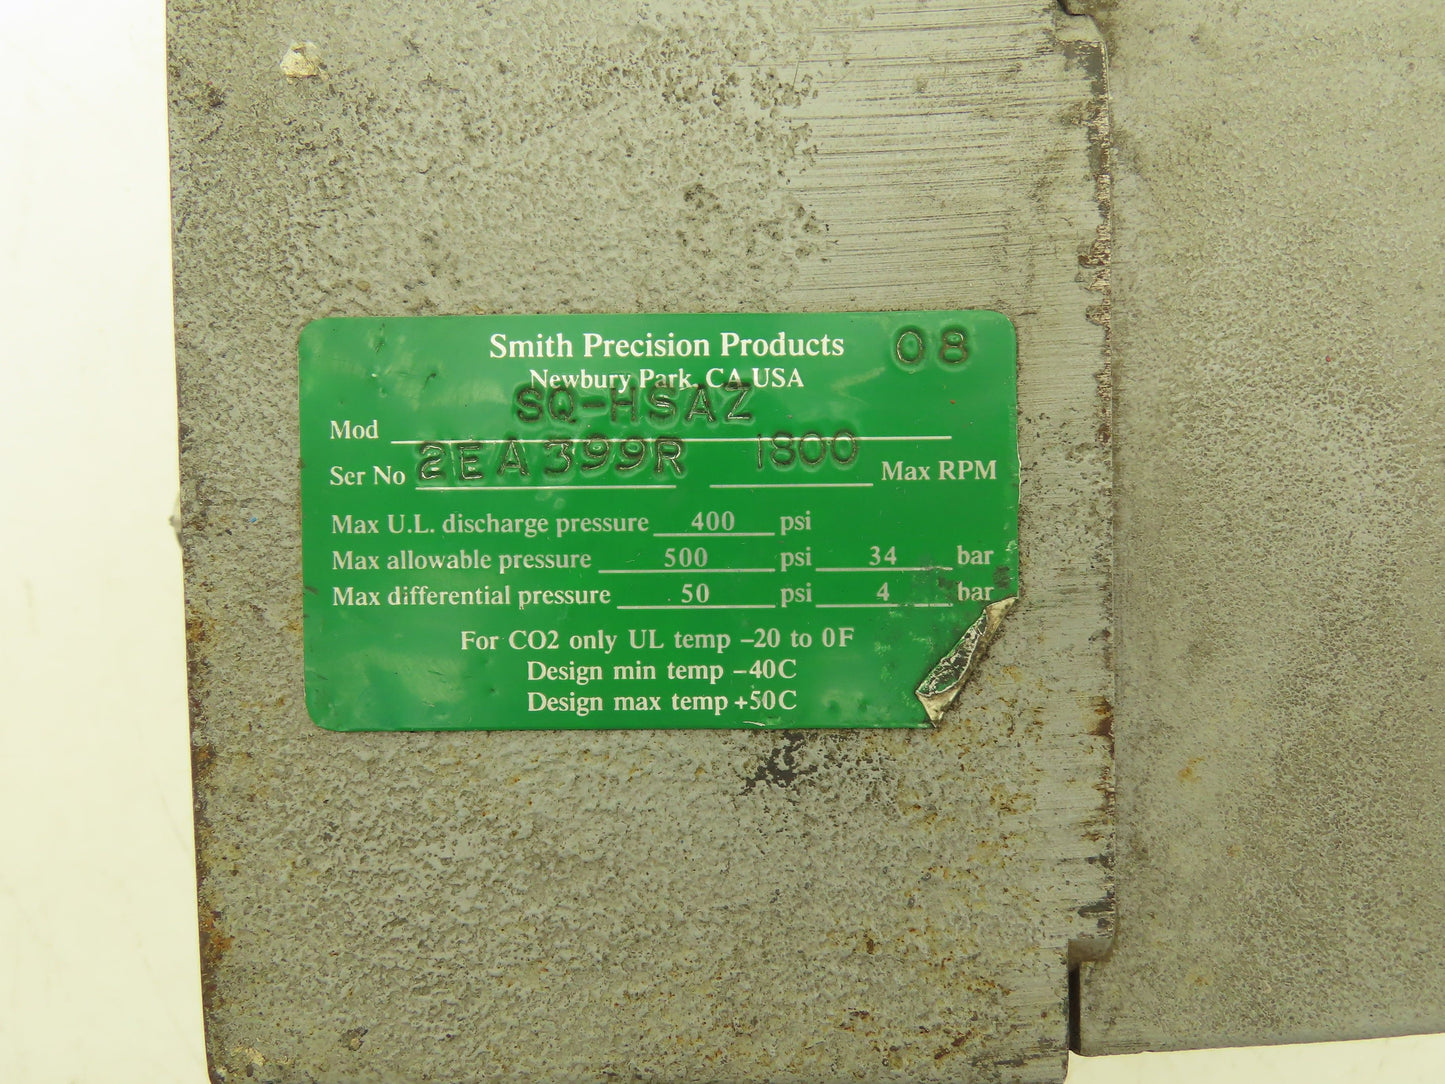 Smith Precision Products 08
Newbury Park, CA USA
Mod SQ-HSAZ
Ser No 2EA399R 1800 Max RPM
Max U.L. discharge pressure 400 psi
Max allowable pressure 500 psi 34 bar
Max differential pressure 50 psi 4 bar
For CO2 only UL temp -20 to 0F
Design min temp -40C
Design max temp +50C